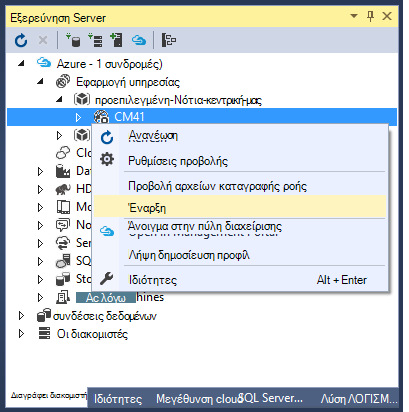 Εξερεύνηση Server
Azure - 1 συνδρομές)
Εφαρμογή υπηρεσίας
προεπιλεγμένη-Νότια-κεντρική-μας
CM41
Ανανέωση
Ρυθμίσεις προβολής
Clo
Προβολή αρχείων καταγραφής ροής
Dat
HD
Έναρξη
Mo
Άνοιγμα στην πύλη διαχείρισης
No
Ser
Λήψη δημοσίευση προφίλ
SQ
Ιδιότητες Alt + Enter
Sto
Ας λόγω hines
συνδέσεις δεδομένων
Οι διακομιστές
Διαγράφει διακομιστή Ιδιότητες Μεγέθυνση cloud SQL Server... Λύση ΛΟΓΙΣΜ...